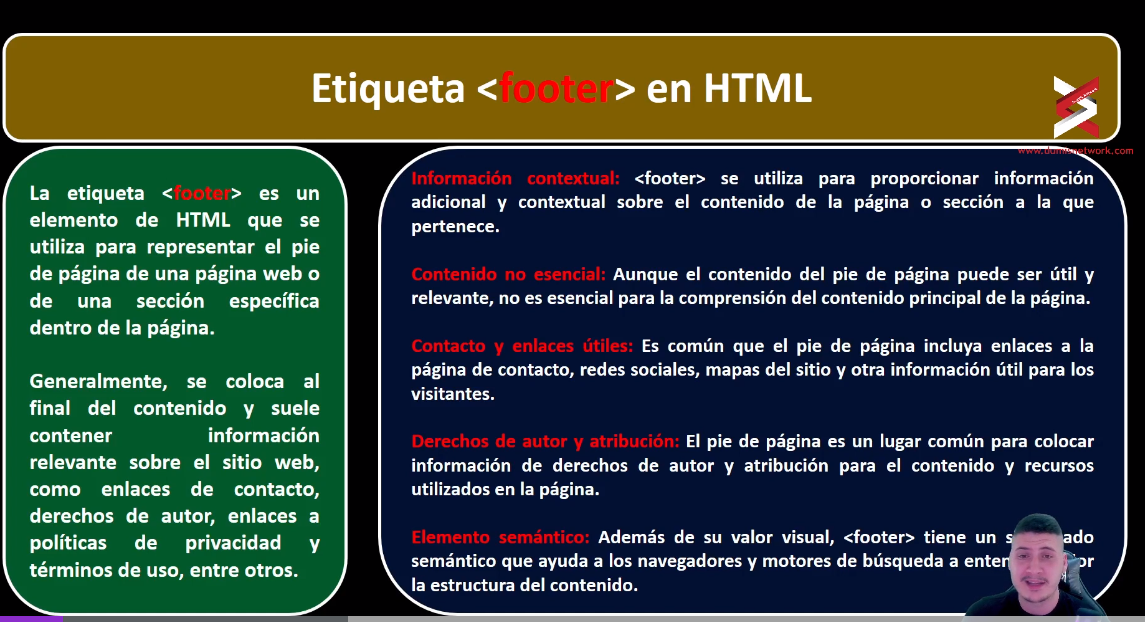 Etiqueta <footer> en HTML
La etiqueta <footer> es un
elemento de HTML que se
utiliza para representar el pie
de página de una página web o
de una sección específica
dentro de la página.
Generalmente, se coloca al
final del contenido y suele
contener información
relevante sobre el sitio web,
como enlaces de contacto,
derechos de autor, enlaces a
políticas de privacidad y
términos de uso, entre otros.
Información contextual: <footer> se utiliza para proporcionar información
adicional y contextual sobre el contenido de la página o sección a la que
pertenece.
Contenido no esencial: Aunque el contenido del pie de página puede ser útil y
relevante, no es esencial para la comprensión del contenido principal de la página.
Contacto y enlaces útiles: Es común que el pie de página incluya enlaces a la
página de contacto, redes sociales, mapas del sitio y otra información útil para los
visitantes.
Derechos de autor y atribución: El pie de página es un lugar común para colocar
información de derechos de autor y atribución para el contenido y recursos
utilizados en la página.
Elemento semántico: Además de su valor visual, <footer> tiene un
semántico que ayuda a los navegadores y motores de búsqueda a
la estructura del contenido.